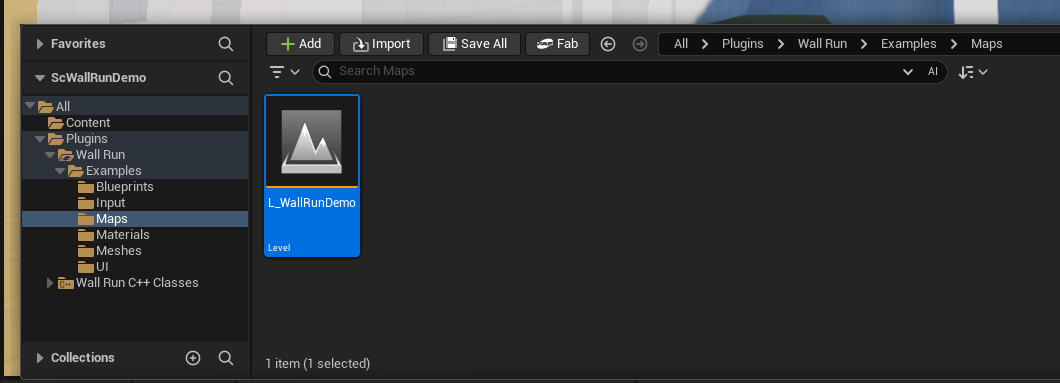 Favorites
ScWallRunDemo
All
Content
Plugins
Wall Run
Examples
Blueprints
Input
Maps
Materials
Meshes
UI
C++ Wall Run C++ Classes
Collections
Add Import Save All Fab All Plugins Wall Run Examples Maps
Search Maps AI
L_WallRunDemo
Level
1 item (1 selected)